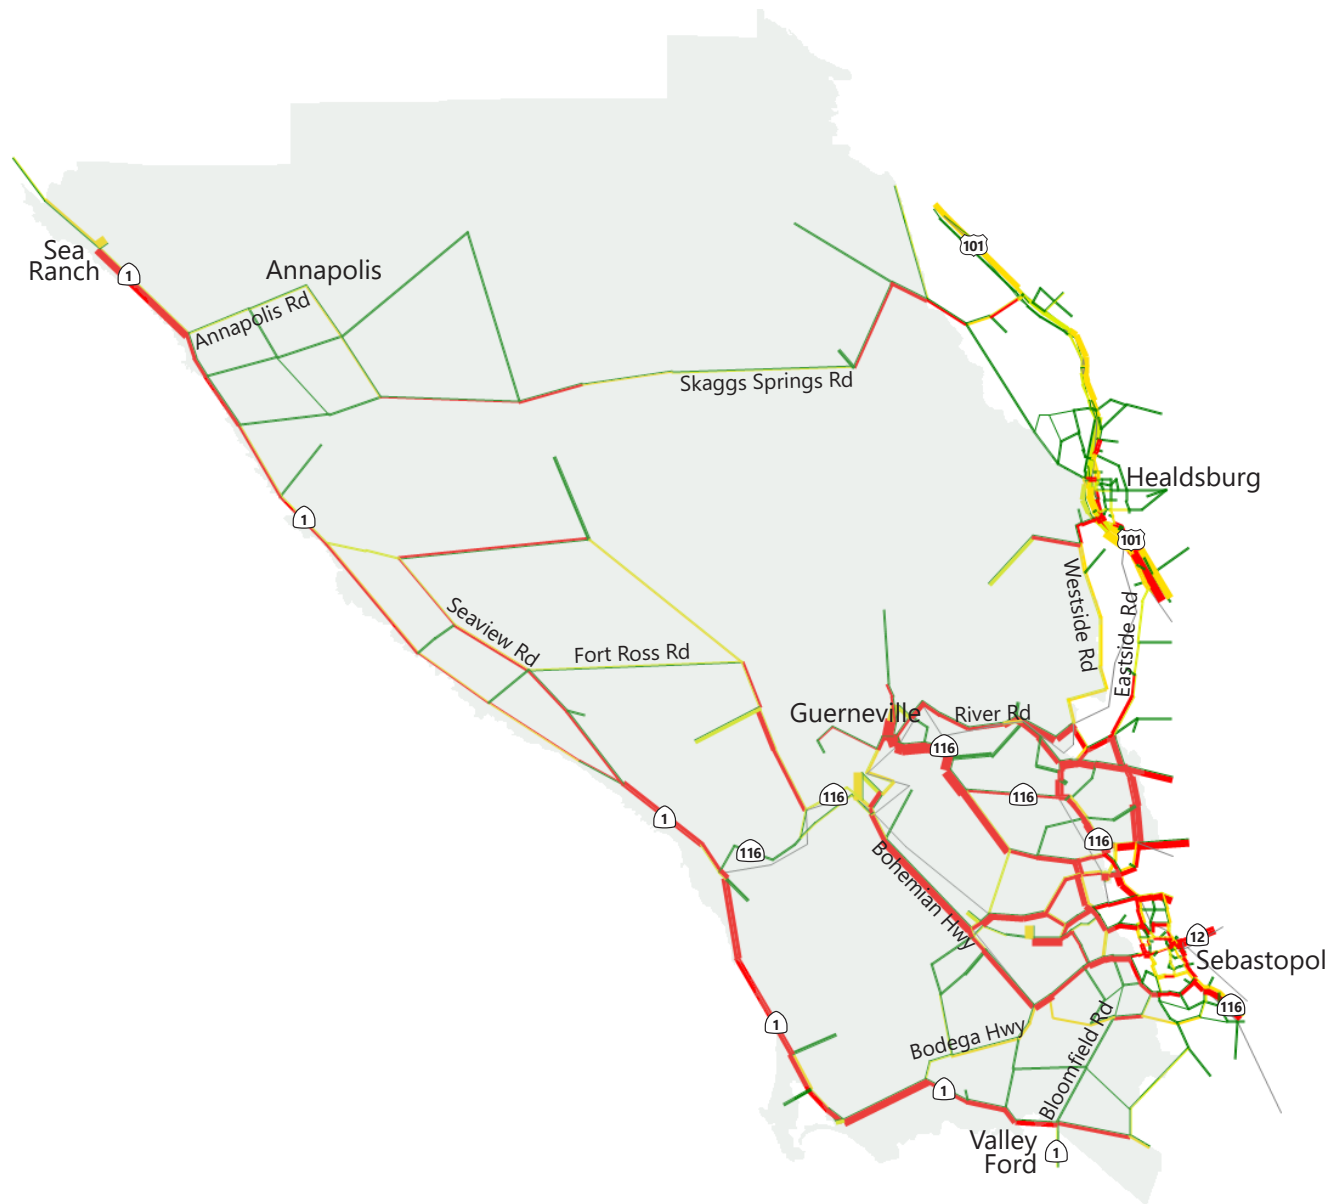 101
Sea
Ranch
1
Annapolis
Annapolis Rd
Skaggs Springs Rd
Healdsburg
1
101
Westside Rd
Eastside Rd
Seaview Rd
Fort Ross Rd
Guerneville
River Rd
116
116
116
1
116
116
Bohemian Hwy
12
Sebastopol
116
1
Bodega Hwy
Bloomfield Rd
1
Valley
Ford
1